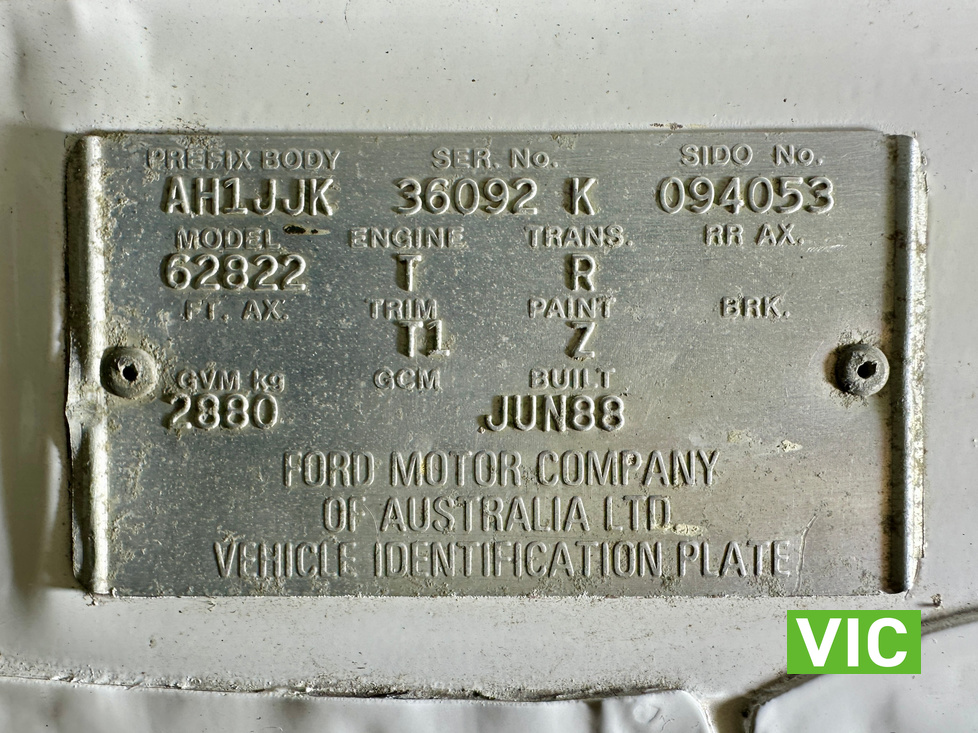 PREFIX BODY SER. No. SIDO No.
AH1JJK 36092 K 094053
MODEL ENGINE TRANS. RR AX.
62822 T R
FT. AX. TRIM PAINT BRK.
T1 Z
GVM kg GCM BUILT
2880 JUN88
FORD MOTOR COMPANY
OF AUSTRALIA LTD.
VEHICLE IDENTIFICATION PLATE
VIC